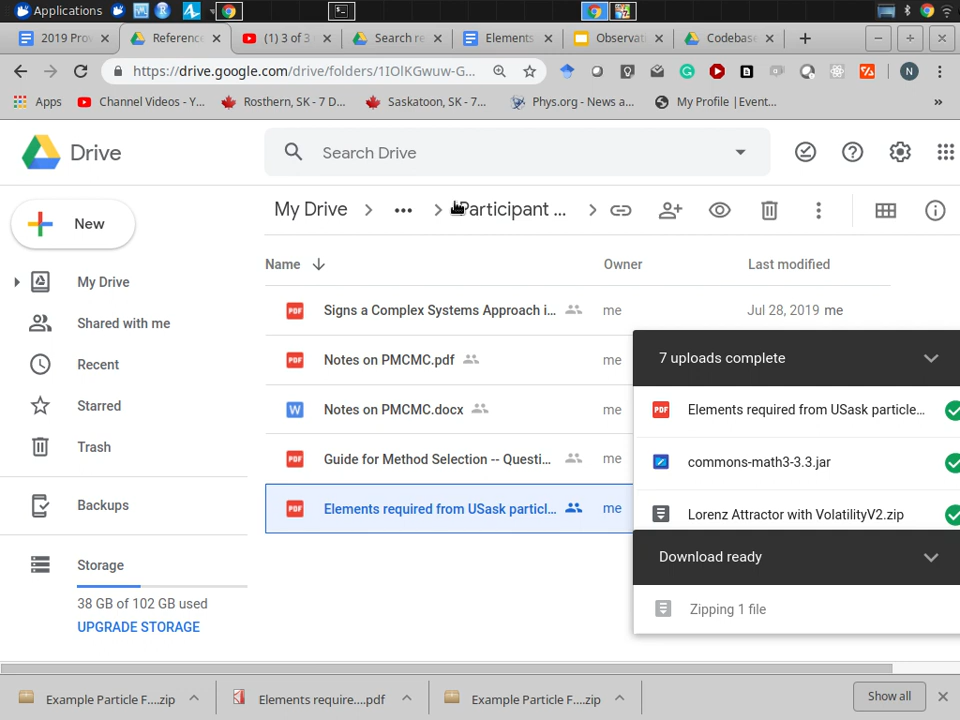 Applications
2019 Pro
Reference
(1) 3 of 3
Search re
Elements
Observat
Codebas
https://drive.google.com/drive/folders/1IOlKGwuw-G...
N
Apps
Channel Videos - Y...
Rosthern, SK - 7 D...
Saskatoon, SK - 7...
Phys.org - News a...
My Profile |Event...
»
Drive
Search Drive
New
My Drive
...
Participant ...
Name
Owner
Last modified
My Drive
Shared with me
Recent
Starred
Trash
Backups
Storage
38 GB of 102 GB used
UPGRADE STORAGE
PDF
Signs a Complex Systems Approach i...
me
Jul 28, 2019 me
PDF
Notes on PMCMC.pdf
me
W
Notes on PMCMC.docx
me
PDF
Guide for Method Selection -- Questi...
me
PDF
Elements required from USask particl...
me
7 uploads complete
PDF
Elements required from USask particle...
commons-math3-3.3.jar
Lorenz Attractor with VolatilityV2.zip
Download ready
Zipping 1 file
Example Particle F....zip
Elements require....pdf
Example Particle F....zip
Show all